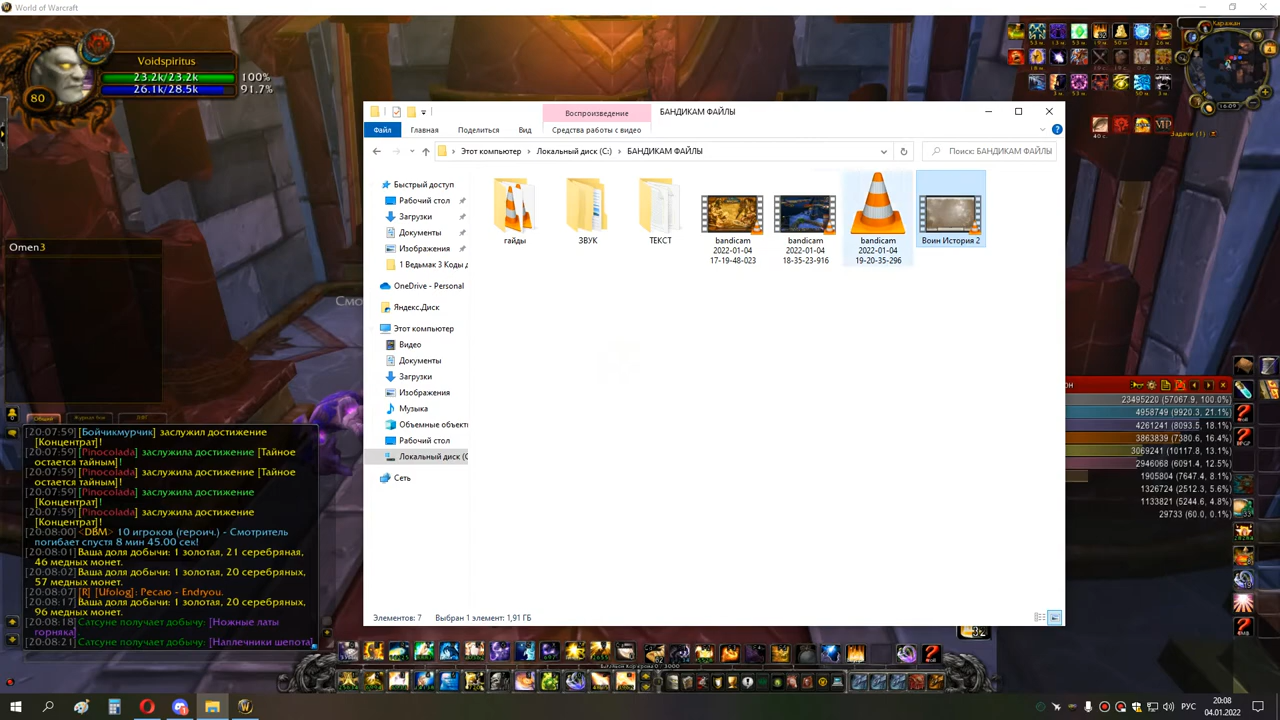 World of Warcraft
Voidspiritus
23.2k/23.2k 100%
26.1k/28.5k 91.7%
80
Omen3
Каражан
16:09
Задачи (1)
40 с.
VIP
Воспроизведение
БАНДИКАМ ФАЙЛЫ
Файл Главная Поделиться Вид Средства работы с видео
Этот компьютер Локальный диск (C:) БАНДИКАМ ФАЙЛЫ
Поиск: БАНДИКАМ ФАЙЛЫ
Быстрый доступ
Рабочий стол
Загрузки
Документы
Изображения
1 Ведьмак 3 Коды д
OneDrive - Personal
Яндекс.Диск
Этот компьютер
Видео
Документы
Загрузки
Изображения
Музыка
Объемные объект
Рабочий стол
Локальный диск (C
Сеть
гайды
ЗВУК
ТЕКСТ
bandicam
2022-01-04
17-19-48-023
bandicam
2022-01-04
18-35-23-916
bandicam
2022-01-04
19-20-35-296
Воин История 2
Элементов: 7 Выбран 1 элемент: 1,91 ГБ
23495220 (57067.9, 100.0%)
4958749 (9920.3, 21.1%)
4261241 (8093.5, 18.1%)
3863839 (7380.6, 16.4%)
3069241 (10117.8, 13.1%)
2946068 (6091.4, 12.5%)
1905804 (7647.4, 8.1%)
1326724 (2512.3, 5.6%)
1133821 (5244.6, 4.8%)
29733 (60.0, 0.1%)
Общий Журнал боя
[20:07:59] [Бойчикмурчик] заслужил достижение
[Концентрат]!
[20:07:59] [Pinocolada] заслужила достижение [Тайное
остается тайным]!
[20:07:59] [Pinocolada] заслужила достижение [Тайное
остается тайным]!
[20:07:59] [Pinocolada] заслужила достижение
[Концентрат]!
[20:07:59] [Pinocolada] заслужила достижение
[Концентрат]!
[20:08:00] <DBM> 10 игроков (героич.) - Смотритель
погибает спустя 8 мин 45.00 сек!
[20:08:01] Ваша доля добычи: 1 золотая, 21 серебряная,
46 медных монет.
[20:08:02] Ваша доля добычи: 1 золотая, 20 серебряных,
57 медных монет.
[20:08:07] [R] [Ufolog]: Ресаю - Endryou.
[20:08:17] Ваша доля добычи: 1 золотая, 20 серебряных,
96 медных монет.
[20:08:18] Сатсуне получает добычу: [Ножные латы
горняка]
[20:08:21] Сатсуне получает добычу: [Наплечники шепота]
РУС
20:08
04.01.2022